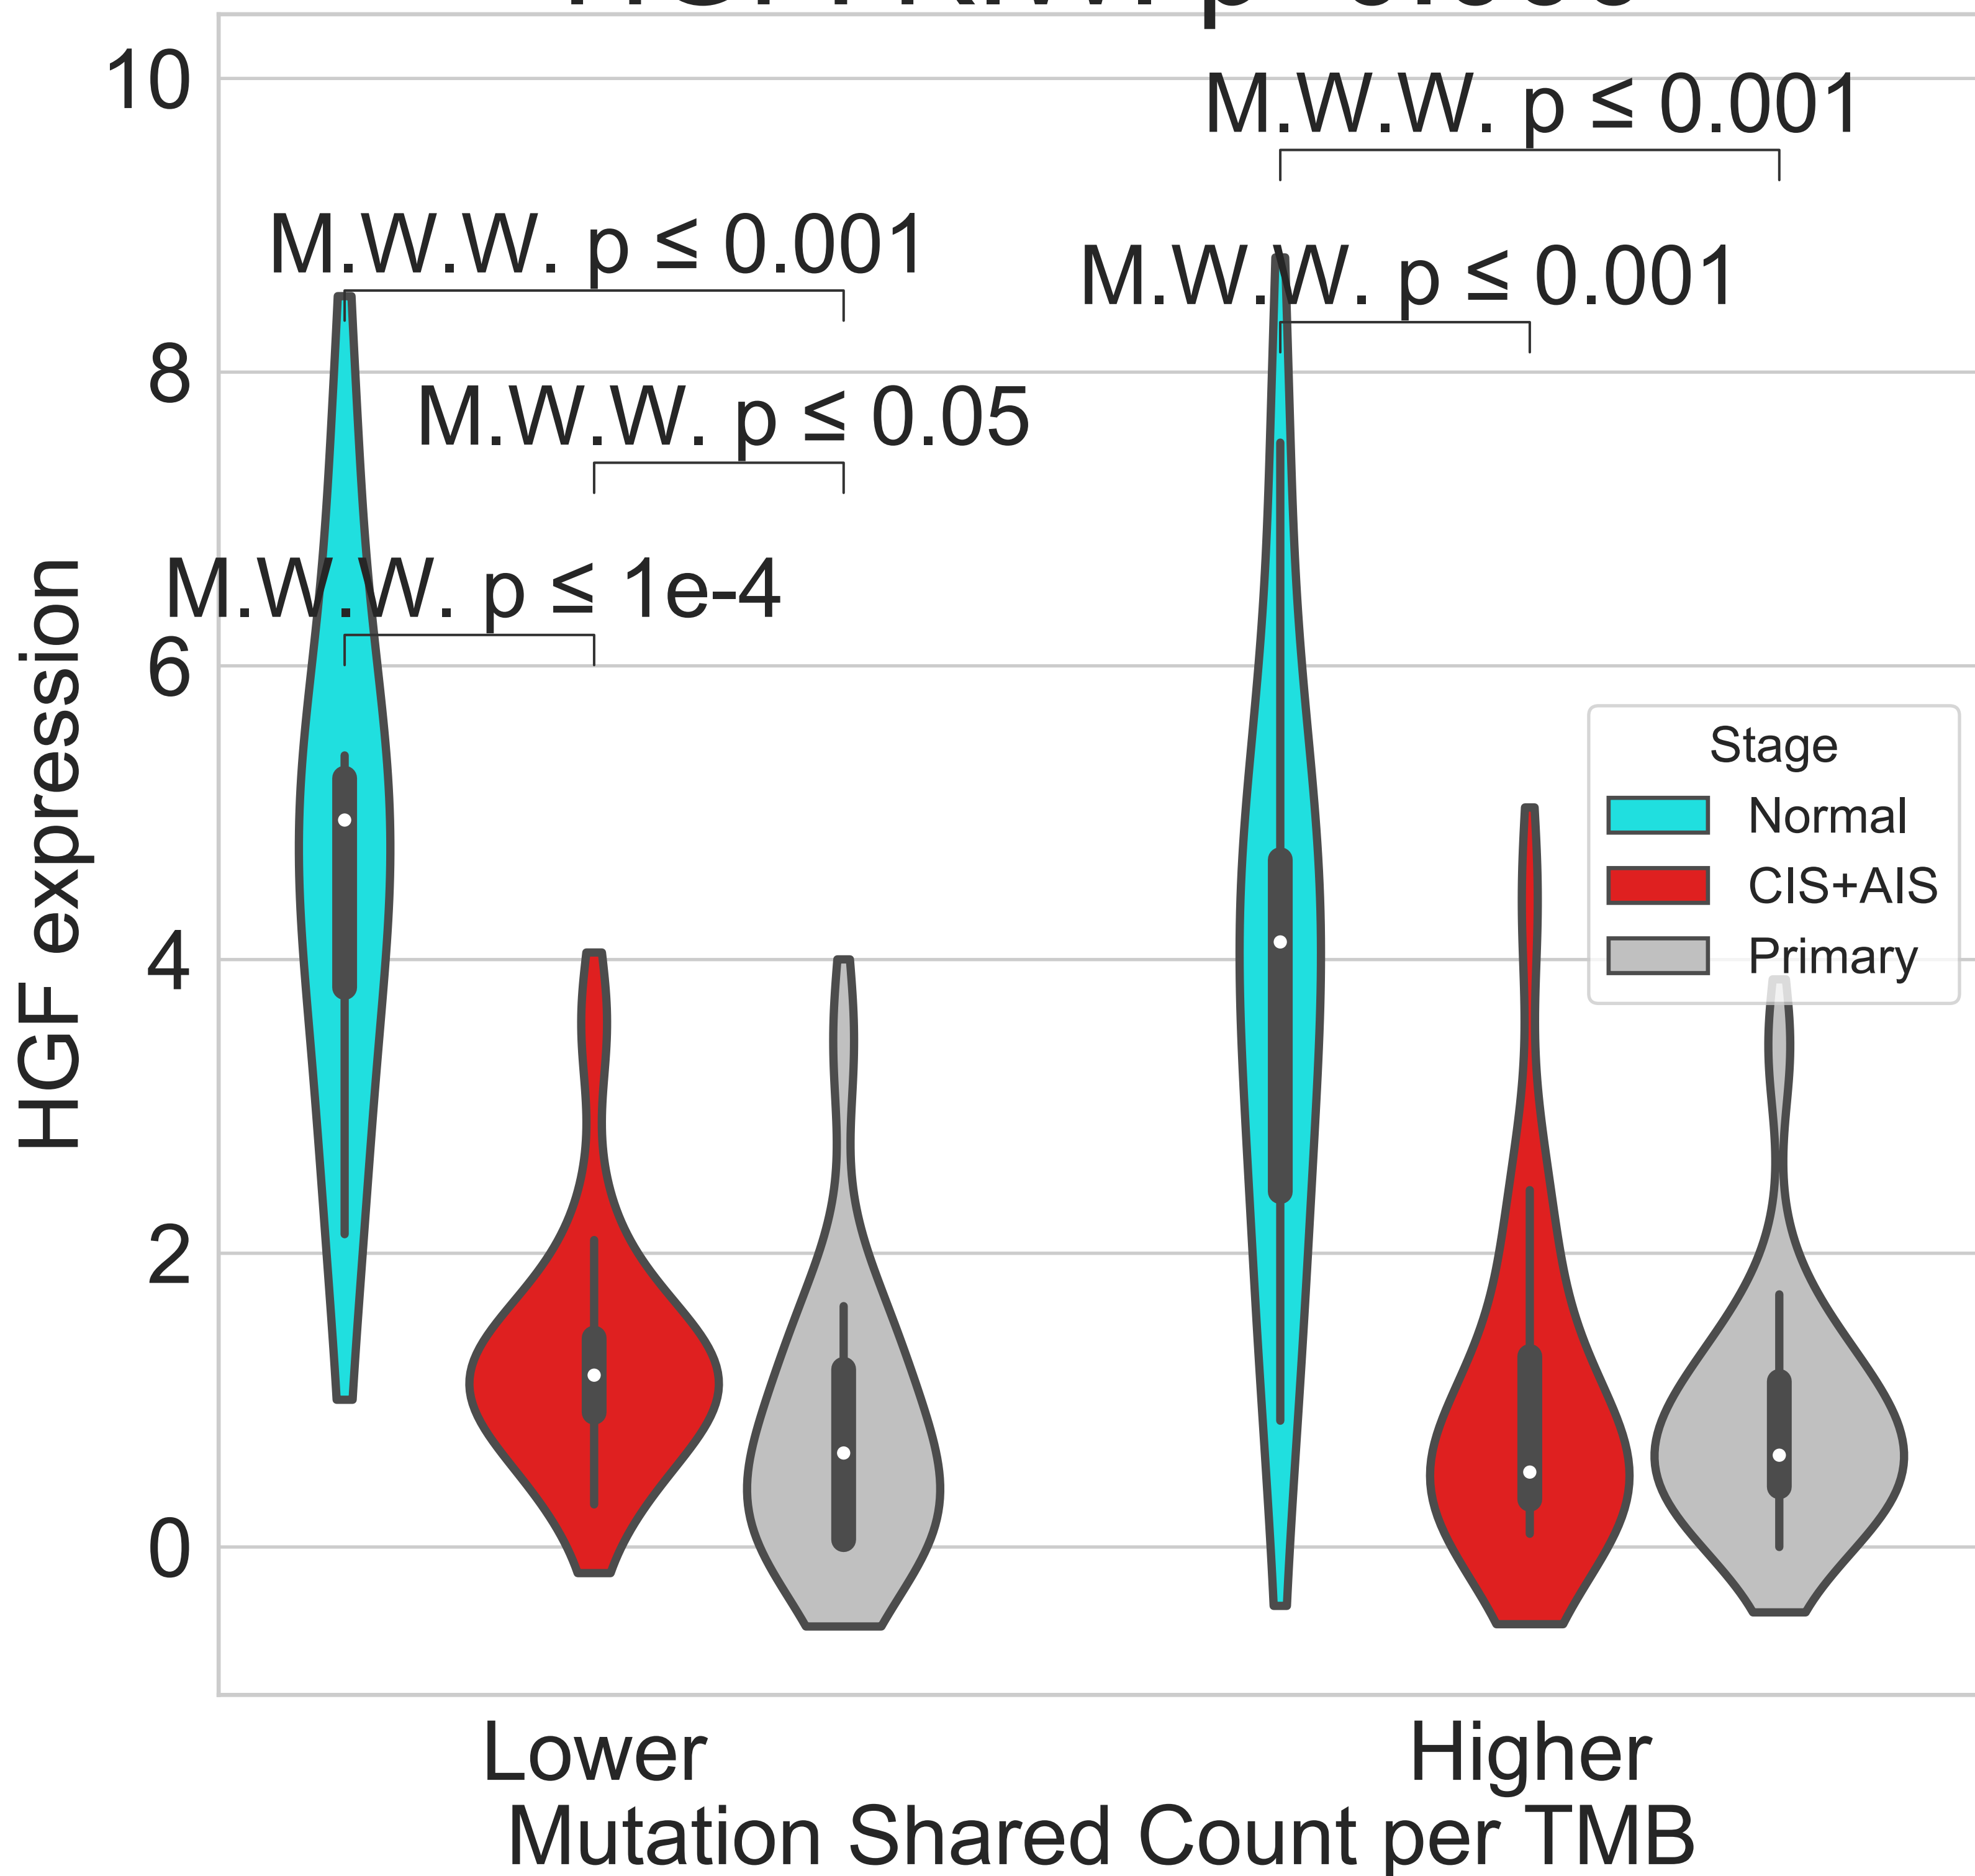 10
8
6
4
2
0
HGF expression
M.W.W. p ≤ 0.001
M.W.W. p ≤ 0.001
M.W.W. p ≤ 0.001
M.W.W. p ≤ 0.05
M.W.W. p ≤ 1e-4
Stage
Normal
CIS+AIS
Primary
Lower
Higher
Mutation Shared Count per TMB